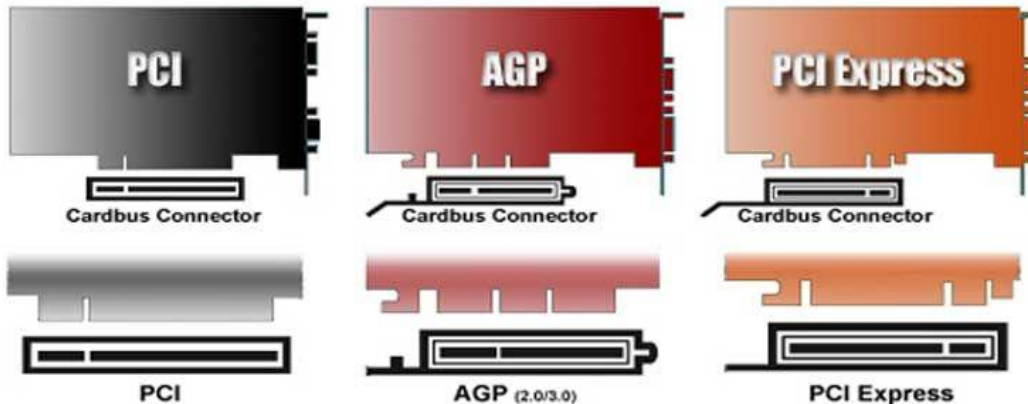 PCI
AGP
PCI Express
Cardbus Connector
Cardbus Connector
Cardbus Connector
PCI
AGP (2.0/3.0)
PCI Express